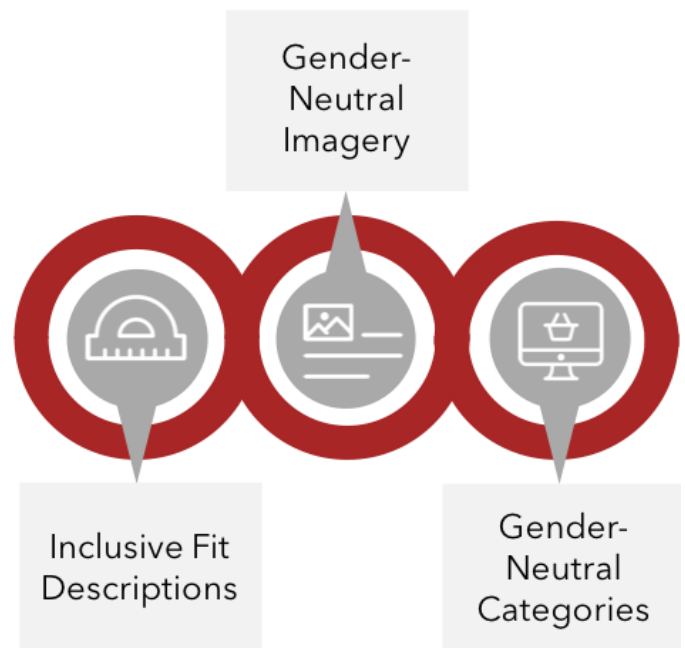 Gender-
Neutral
Imagery
Inclusive Fit
Descriptions
Gender-
Neutral
Categories